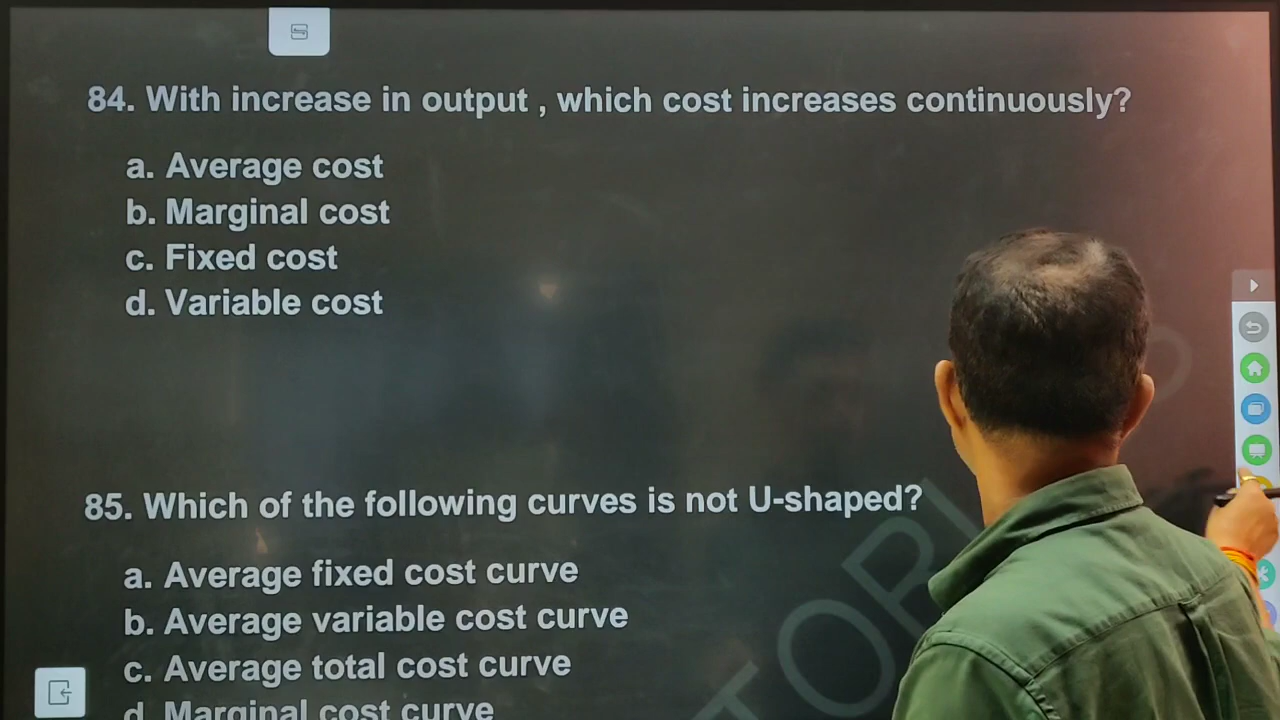 84. With increase in output , which cost increases continuously?
a. Average cost
b. Marginal cost
c. Fixed cost
d. Variable cost
85. Which of the following curves is not U-shaped?
a. Average fixed cost curve
b. Average variable cost curve
c. Average total cost curve
d. Marginal cost curve